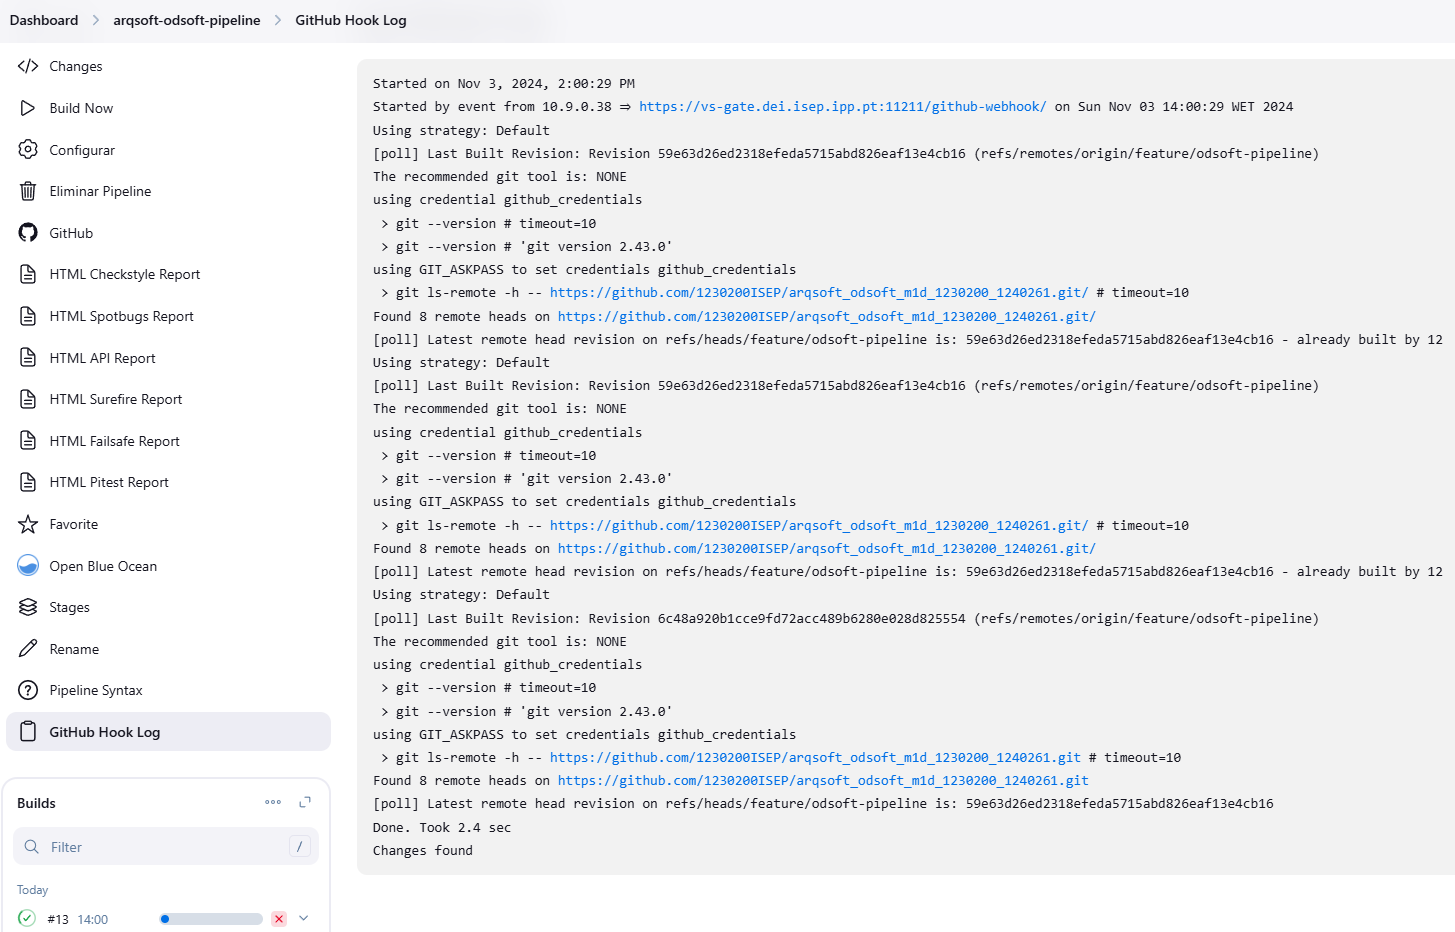 Dashboard > arqsoft-odsoft-pipeline > GitHub Hook Log
Changes
Build Now
Configurar
Eliminar Pipeline
GitHub
HTML Checkstyle Report
HTML Spotbugs Report
HTML API Report
HTML Surefire Report
HTML Failsafe Report
HTML Pitest Report
Favorite
Open Blue Ocean
Stages
Rename
Pipeline Syntax
GitHub Hook Log
Builds
Filter /
Today
#13 14:00
Started on Nov 3, 2024, 2:00:29 PM
Started by event from 10.9.0.38 ⇒ https://vs-gate.dei.isep.ipp.pt:11211/github-webhook/ on Sun Nov 03 14:00:29 WET 2024
Using strategy: Default
[poll] Last Built Revision: Revision 59e63d26ed2318efeda5715abd826eaf13e4cb16 (refs/remotes/origin/feature/odsoft-pipeline)
The recommended git tool is: NONE
using credential github_credentials
> git --version # timeout=10
> git --version # 'git version 2.43.0'
using GIT_ASKPASS to set credentials github_credentials
> git ls-remote -h -- https://github.com/1230200ISEP/arqsoft_odsoft_m1d_1230200_1240261.git/ # timeout=10
Found 8 remote heads on https://github.com/1230200ISEP/arqsoft_odsoft_m1d_1230200_1240261.git/
[poll] Latest remote head revision on refs/heads/feature/odsoft-pipeline is: 59e63d26ed2318efeda5715abd826eaf13e4cb16 - already built by 12
Using strategy: Default
[poll] Last Built Revision: Revision 59e63d26ed2318efeda5715abd826eaf13e4cb16 (refs/remotes/origin/feature/odsoft-pipeline)
The recommended git tool is: NONE
using credential github_credentials
> git --version # timeout=10
> git --version # 'git version 2.43.0'
using GIT_ASKPASS to set credentials github_credentials
> git ls-remote -h -- https://github.com/1230200ISEP/arqsoft_odsoft_m1d_1230200_1240261.git/ # timeout=10
Found 8 remote heads on https://github.com/1230200ISEP/arqsoft_odsoft_m1d_1230200_1240261.git/
[poll] Latest remote head revision on refs/heads/feature/odsoft-pipeline is: 59e63d26ed2318efeda5715abd826eaf13e4cb16 - already built by 12
Using strategy: Default
[poll] Last Built Revision: Revision 6c48a920b1cce9fd72acc489b6280e028d825554 (refs/remotes/origin/feature/odsoft-pipeline)
The recommended git tool is: NONE
using credential github_credentials
> git --version # timeout=10
> git --version # 'git version 2.43.0'
using GIT_ASKPASS to set credentials github_credentials
> git ls-remote -h -- https://github.com/1230200ISEP/arqsoft_odsoft_m1d_1230200_1240261.git # timeout=10
Found 8 remote heads on https://github.com/1230200ISEP/arqsoft_odsoft_m1d_1230200_1240261.git
[poll] Latest remote head revision on refs/heads/feature/odsoft-pipeline is: 59e63d26ed2318efeda5715abd826eaf13e4cb16
Done. Took 2.4 sec
Changes found